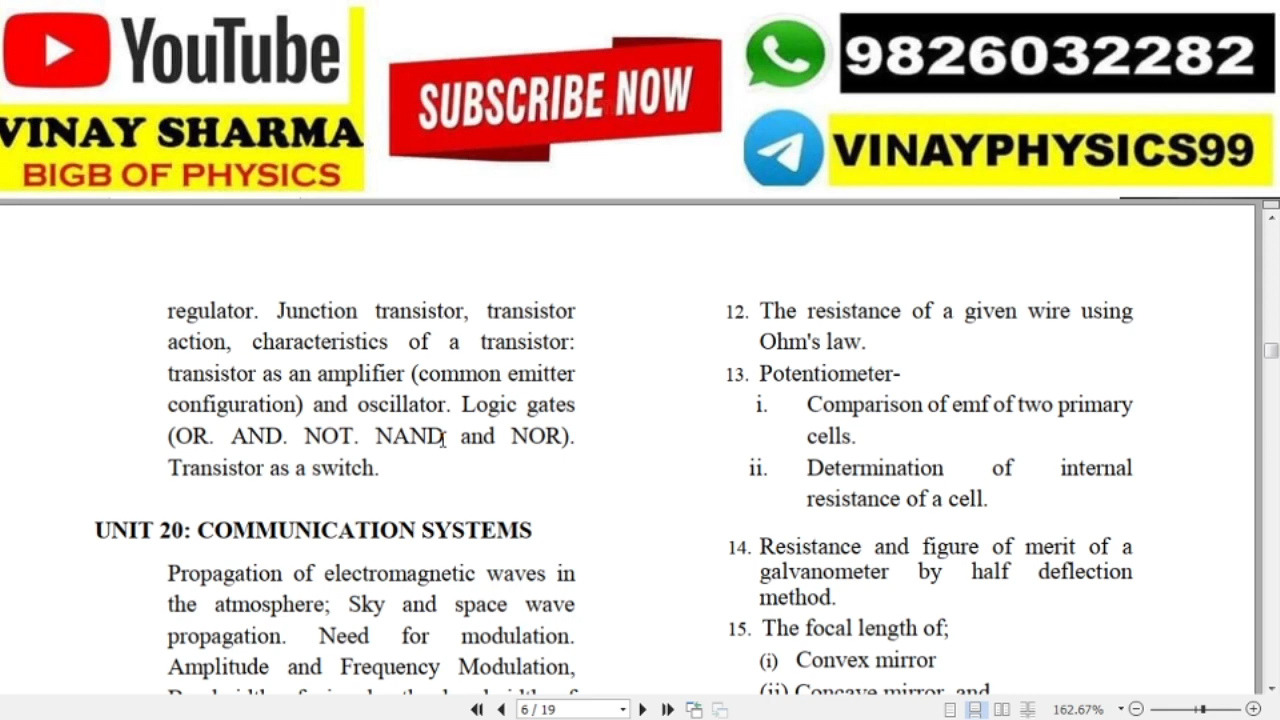 YouTube
VINAY SHARMA
BIGB OF PHYSICS
SUBSCRIBE NOW
9826032282
VINAYPHYSICS99
regulator. Junction transistor, transistor
action, characteristics of a transistor:
transistor as an amplifier (common emitter
configuration) and oscillator. Logic gates
(OR. AND. NOT. NAND and NOR).
Transistor as a switch.
UNIT 20: COMMUNICATION SYSTEMS
Propagation of electromagnetic waves in
the atmosphere; Sky and space wave
propagation. Need for modulation.
Amplitude and Frequency Modulation,
12. The resistance of a given wire using
Ohm's law.
13. Potentiometer-
i. Comparison of emf of two primary
cells.
ii. Determination of internal
resistance of a cell.
14. Resistance and figure of merit of a
galvanometer by half deflection
method.
15. The focal length of;
(i) Convex mirror
(ii) Concave mirror, and
6 / 19
162.67%